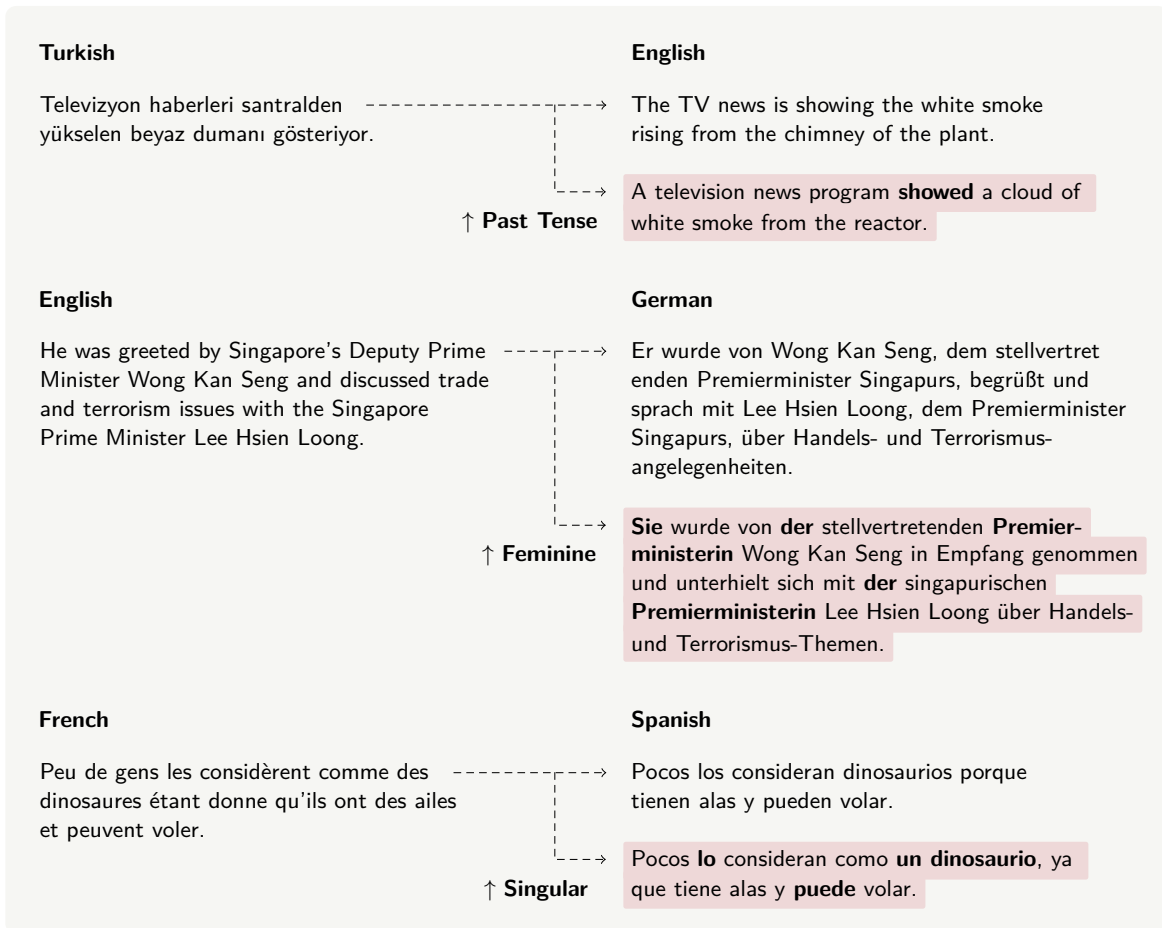 Turkish
English
Televizyon haberleri santralden
yükselen beyaz dumanı gösteriyor.
The TV news is showing the white smoke
rising from the chimney of the plant.
↑ Past Tense
A television news program showed a cloud of
white smoke from the reactor.
English
German
He was greeted by Singapore's Deputy Prime
Minister Wong Kan Seng and discussed trade
and terrorism issues with the Singapore
Prime Minister Lee Hsien Loong.
Er wurde von Wong Kan Seng, dem stellvertret
enden Premierminister Singapurs, begrüßt und
sprach mit Lee Hsien Loong, dem Premierminister
Singapurs, über Handels- und Terrorismus-
angelegenheiten.
↑ Feminine
Sie wurde von der stellvertretenden Premier-
ministerin Wong Kan Seng in Empfang genommen
und unterhielt sich mit der singapurischen
Premierministerin Lee Hsien Loong über Handels-
und Terrorismus-Themen.
French
Spanish
Peu de gens les considèrent comme des
dinosaures étant donne qu'ils ont des ailes
et peuvent voler.
Pocos los consideran dinosaurios porque
tienen alas y pueden volar.
↑ Singular
Pocos lo consideran como un dinosaurio, ya
que tiene alas y puede volar.